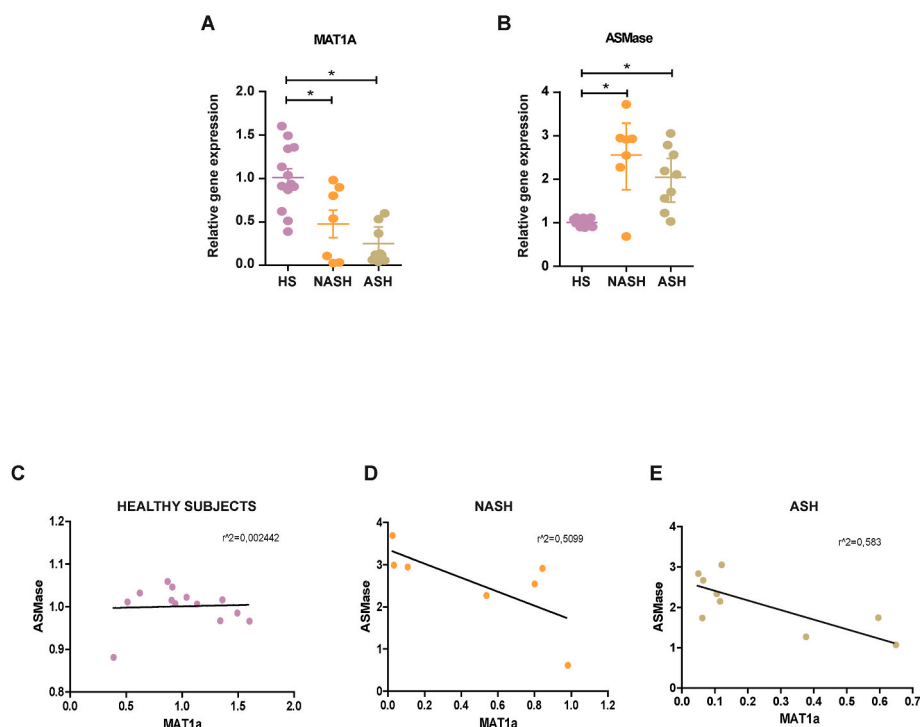 A
MAT1A
*
*
Relative gene expression
2.0
1.5
1.0
0.5
0.0
HS NASH ASH
B
ASMase
*
*
Relative gene expression
4
3
2
1
0
HS NASH ASH
C
HEALTHY SUBJECTS
r^2=0,002442
ASMase
1.2
1.1
1.0
0.9
0.8
0.0 0.5 1.0 1.5 2.0
MAT1a
D
NASH
r^2=0,5099
ASMase
4
3
2
1
0
0.0 0.2 0.4 0.6 0.8 1.0 1.2
MAT1a
E
ASH
r^2=0,583
ASMase
4
3
2
1
0
0.0 0.1 0.2 0.3 0.4 0.5 0.6 0.7
MAT1a